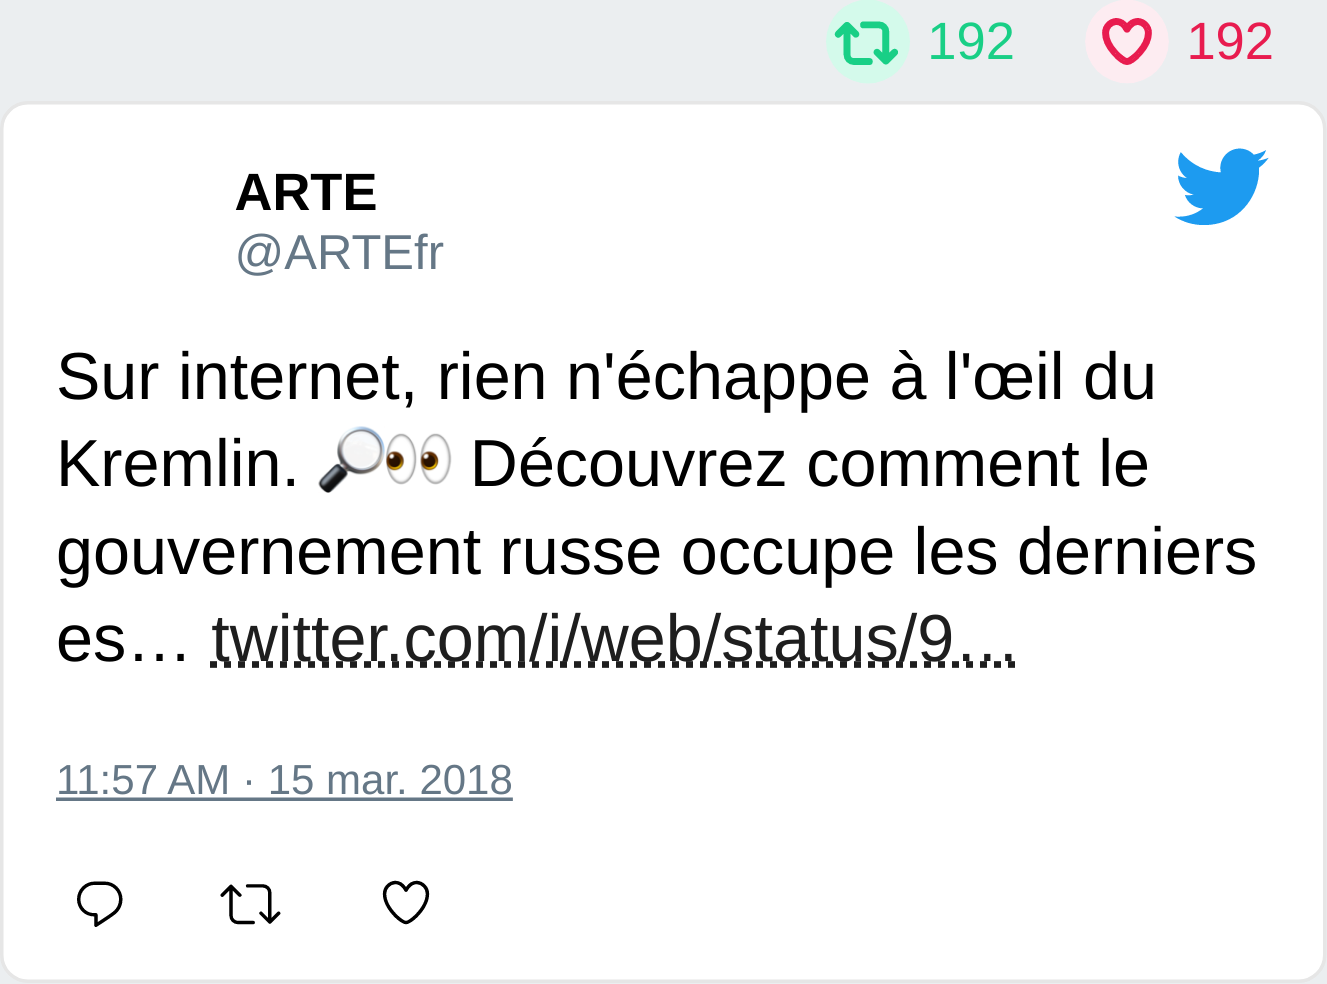 192 192
ARTE
@ARTEfr
Sur internet, rien n'échappe à l'œil du
Kremlin. 🔎👀 Découvrez comment le
gouvernement russe occupe les derniers
es… twitter.com/i/web/status/9…
11:57 AM · 15 mar. 2018